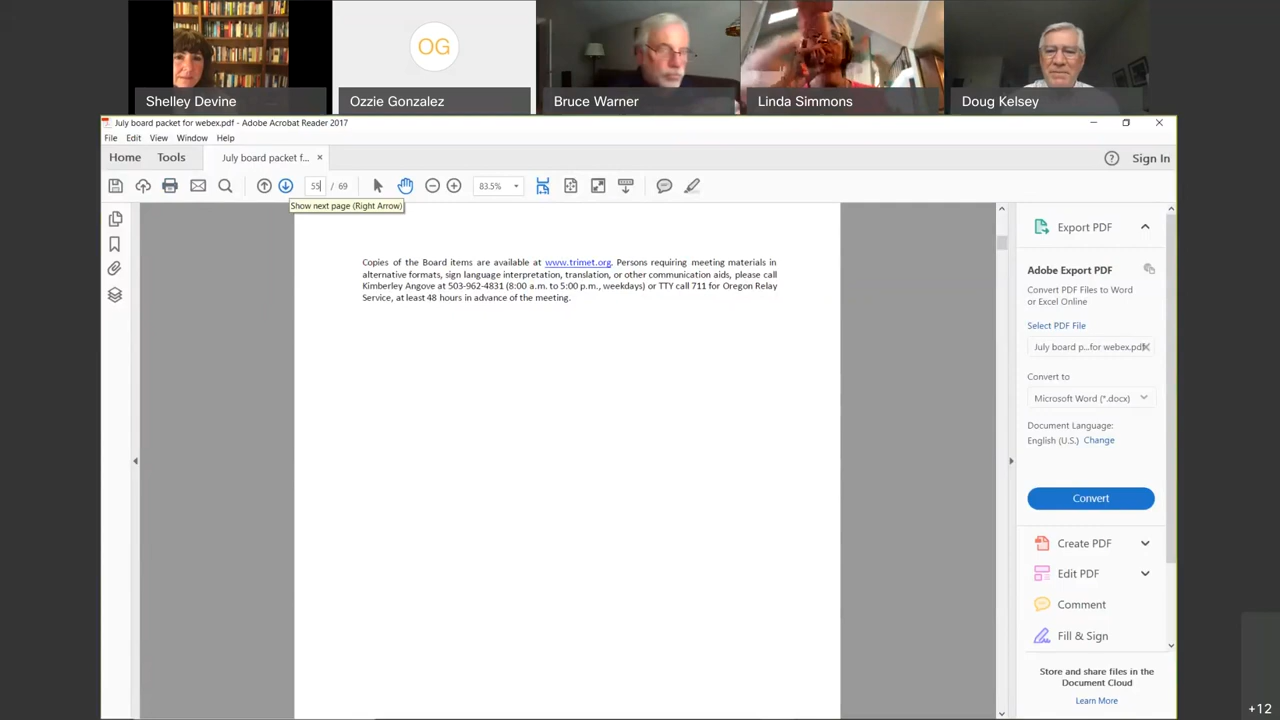 OG
Shelley Devine
Ozzie Gonzalez
Bruce Warner
Linda Simmons
Doug Kelsey
July board packet for webex.pdf - Adobe Acrobat Reader 2017
File Edit View Window Help
Home Tools July board packet f... × Sign In
55 / 69 83.5%
Show next page (Right Arrow)
Copies of the Board items are available at www.trimet.org. Persons requiring meeting materials in
alternative formats, sign language interpretation, translation, or other communication aids, please call
Kimberley Angove at 503-962-4831 (8:00 a.m. to 5:00 p.m., weekdays) or TTY call 711 for Oregon Relay
Service, at least 48 hours in advance of the meeting.
Export PDF
Adobe Export PDF
Convert PDF Files to Word
or Excel Online
Select PDF File
July board p...for webex.pdf
Convert to
Microsoft Word (*.docx)
Document Language:
English (U.S.) Change
Convert
Create PDF
Edit PDF
Comment
Fill & Sign
Store and share files in the
Document Cloud
Learn More
+12